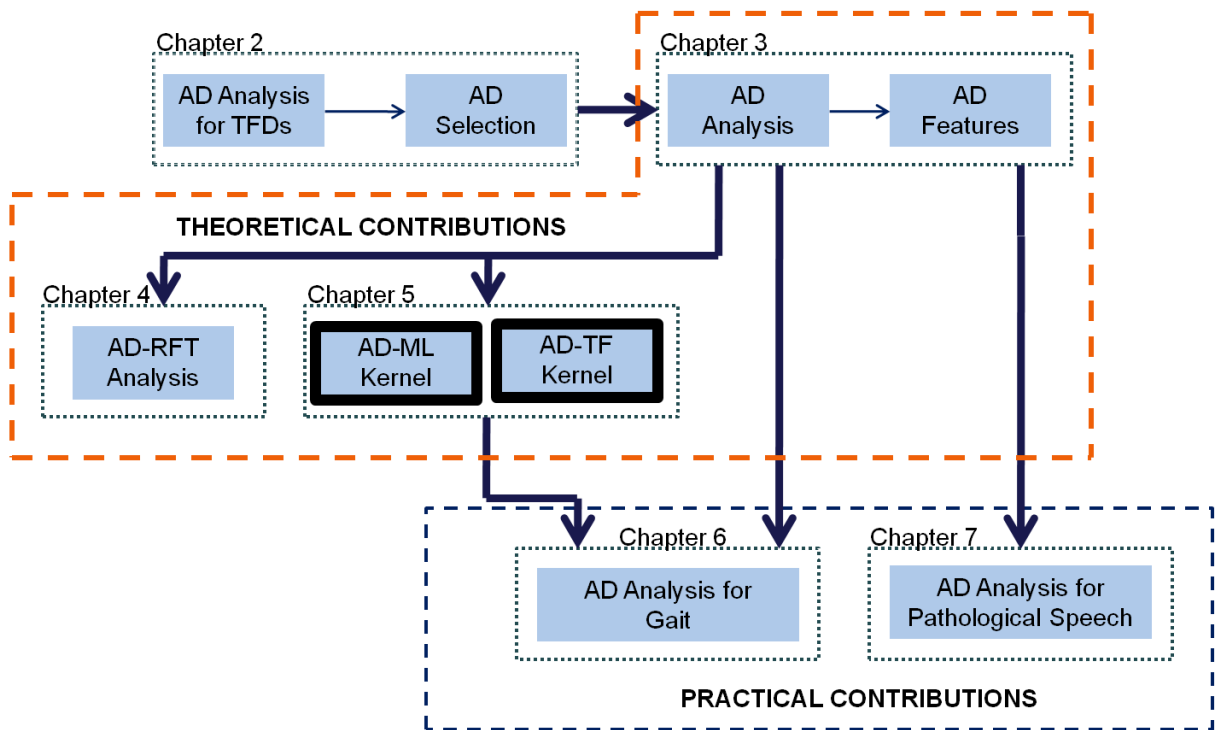 Chapter 2
AD Analysis
for TFDs
AD
Selection
Chapter 3
AD
Analysis
AD
Features
THEORETICAL CONTRIBUTIONS
Chapter 4
AD-RFT
Analysis
Chapter 5
AD-ML
Kernel
AD-TF
Kernel
Chapter 6
AD Analysis for
Gait
Chapter 7
AD Analysis for
Pathological Speech
PRACTICAL CONTRIBUTIONS